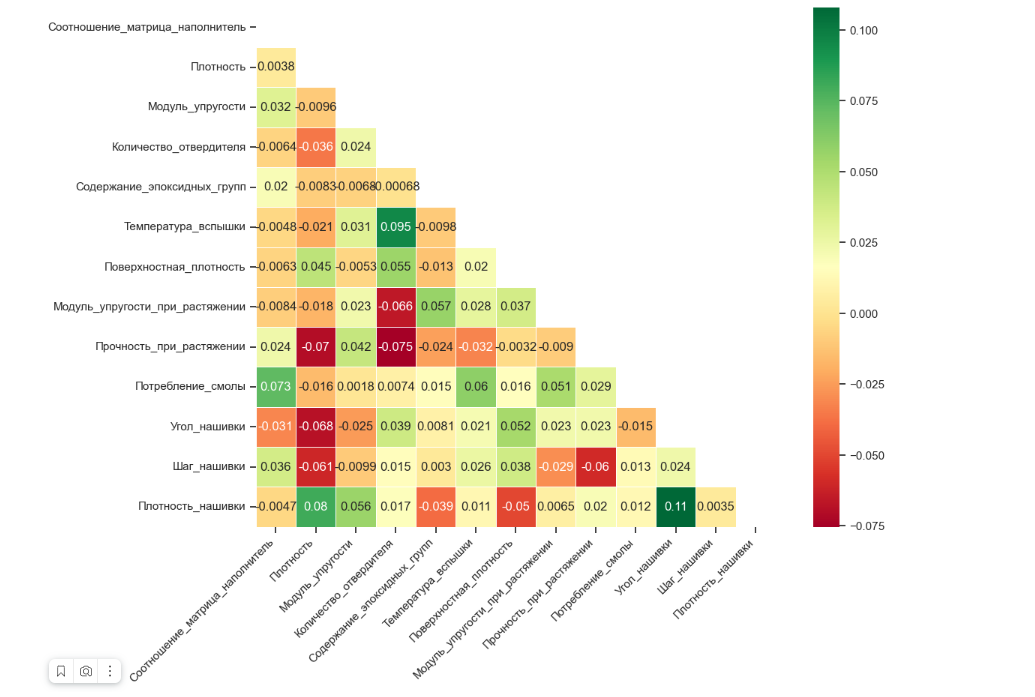 Соотношение_матрица_наполнитель
0.100
Плотность 0.0038
0.075
Модуль_упругости 0.032 -0.0096
Количество_отвердителя -0.0064 -0.036 0.024
0.050
Содержание_эпоксидных_групп 0.02 -0.0083 -0.0068 0.00068
Температура_вспышки -0.0048 -0.021 0.031 0.095 -0.0098
0.025
Поверхностная_плотность -0.0063 0.045 -0.0053 0.055 -0.013 0.02
Модуль_упругости_при_растяжении -0.0084 -0.018 0.023 -0.066 0.057 0.028 0.037
0.000
Прочность_при_растяжении 0.024 -0.07 0.042 -0.075 -0.024 -0.032 -0.0032 -0.009
−0.025
Потребление_смолы 0.073 -0.016 0.0018 0.0074 0.015 0.06 0.016 0.051 0.029
Угол_нашивки -0.031 -0.068 -0.025 0.039 0.0081 0.021 0.052 0.023 0.023 -0.015
−0.050
Шаг_нашивки 0.036 -0.061 -0.0099 0.015 0.003 0.026 0.038 -0.029 -0.06 0.013 0.024
Плотность_нашивки -0.0047 0.08 0.056 0.017 -0.039 0.011 -0.05 0.0065 0.02 0.012 0.11 0.0035
−0.075
Соотношение_матрица_наполнитель
Плотность
Модуль_упругости
Количество_отвердителя
Содержание_эпоксидных_групп
Температура_вспышки
Поверхностная_плотность
Модуль_упругости_при_растяжении
Прочность_при_растяжении
Потребление_смолы
Угол_нашивки
Шаг_нашивки
Плотность_нашивки